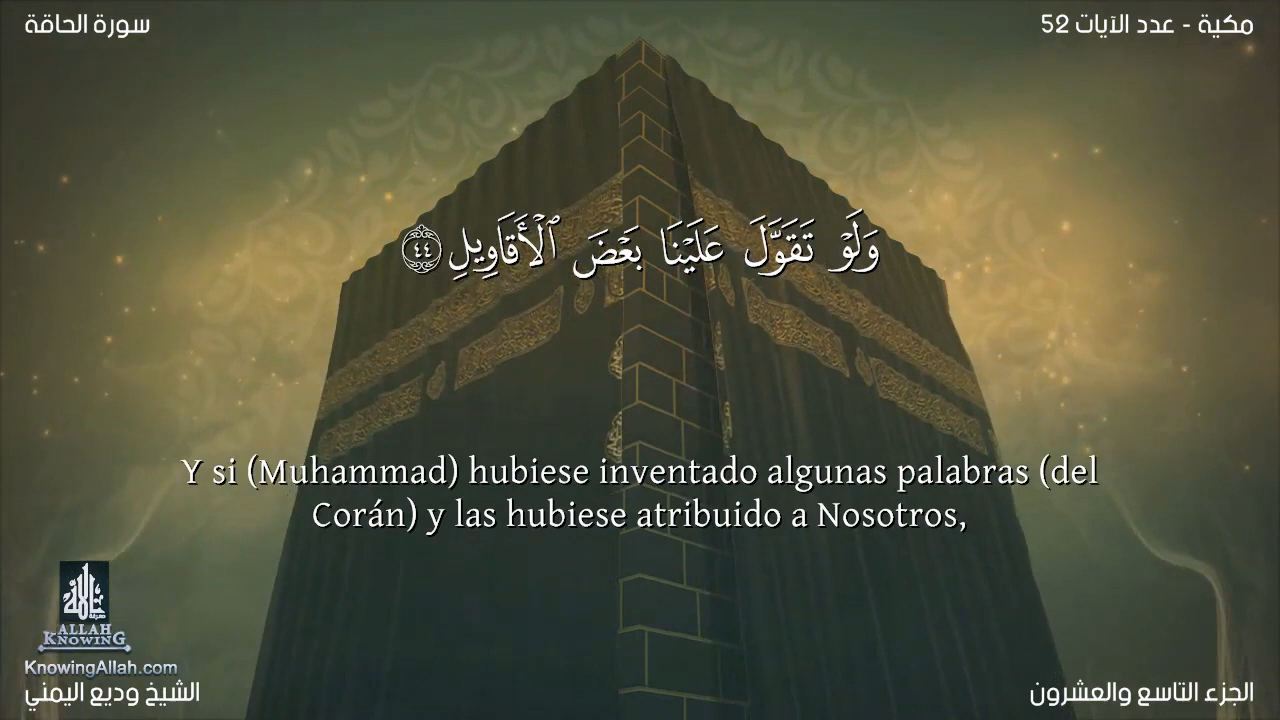 سورة الحاقة
مكية - عدد الآيات 52
وَلَوْ تَقَوَّلَ عَلَيْنَا بَعْضَ ٱلْأَقَاوِيلِ ٤٤
Y si (Muhammad) hubiese inventado algunas palabras (del
Corán) y las hubiese atribuido a Nosotros,
ALLAH
KNOWING
KnowingAllah.com
الشيخ وديع اليمني
الجزء التاسع والعشرون